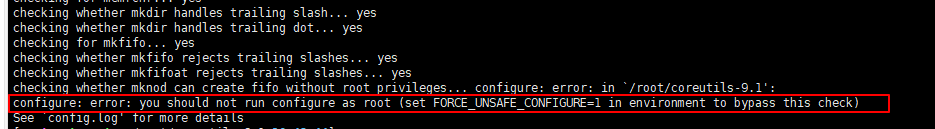 checking whether mkdir handles trailing slash... yes
checking whether mkdir handles trailing dot... yes
checking for mkfifo... yes
checking whether mkfifo rejects trailing slashes... yes
checking whether mkfifoat rejects trailing slashes... yes
checking whether mknod can create fifo without root privileges... configure: error: in `/root/coreutils-9.1':
configure: error: you should not run configure as root (set FORCE_UNSAFE_CONFIGURE=1 in environment to bypass this check)
See `config.log' for more details